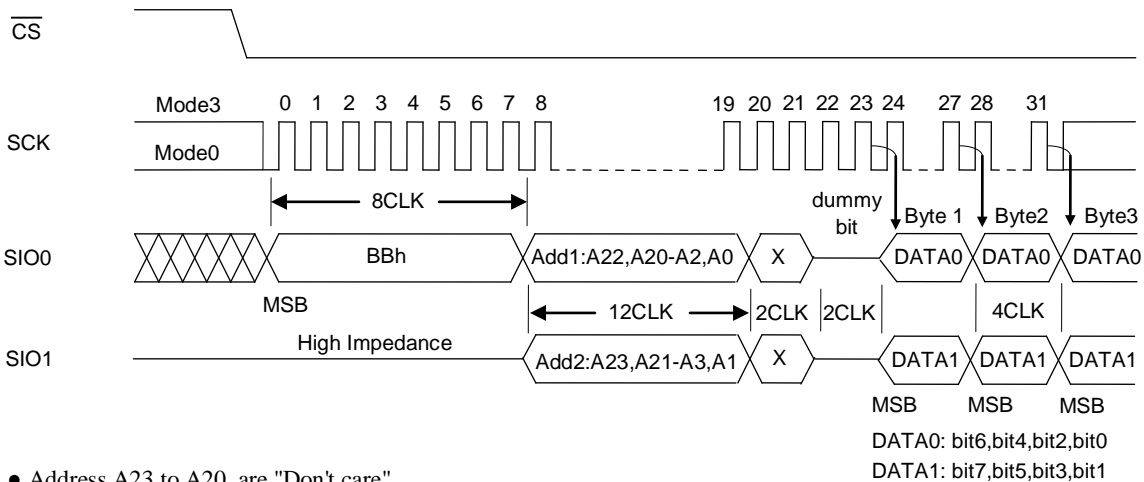 CS
Mode3 0 1 2 3 4 5 6 7 8 19 20 21 22 23 24 27 28 31
SCK
Mode0
8CLK dummy bit Byte 1 Byte2 Byte3
SIO0 BBh Add1:A22,A20-A2,A0 X DATA0 DATA0 DATA0
MSB 12CLK 2CLK 2CLK 4CLK
High Impedance
SIO1 Add2:A23,A21-A3,A1 X DATA1 DATA1 DATA1
MSB MSB MSB
DATA0: bit6,bit4,bit2,bit0
DATA1: bit7,bit5,bit3,bit1
● Address A23 to A20 are "Don't care"